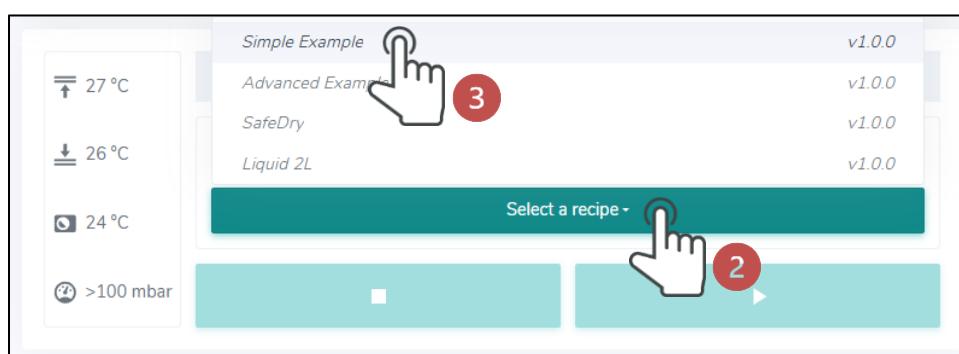 Simple Example v1.0.0
27 °C
Advanced Example v1.0.0
3
SafeDry v1.0.0
26 °C
Liquid 2L v1.0.0
Select a recipe
24 °C
2
>100 mbar